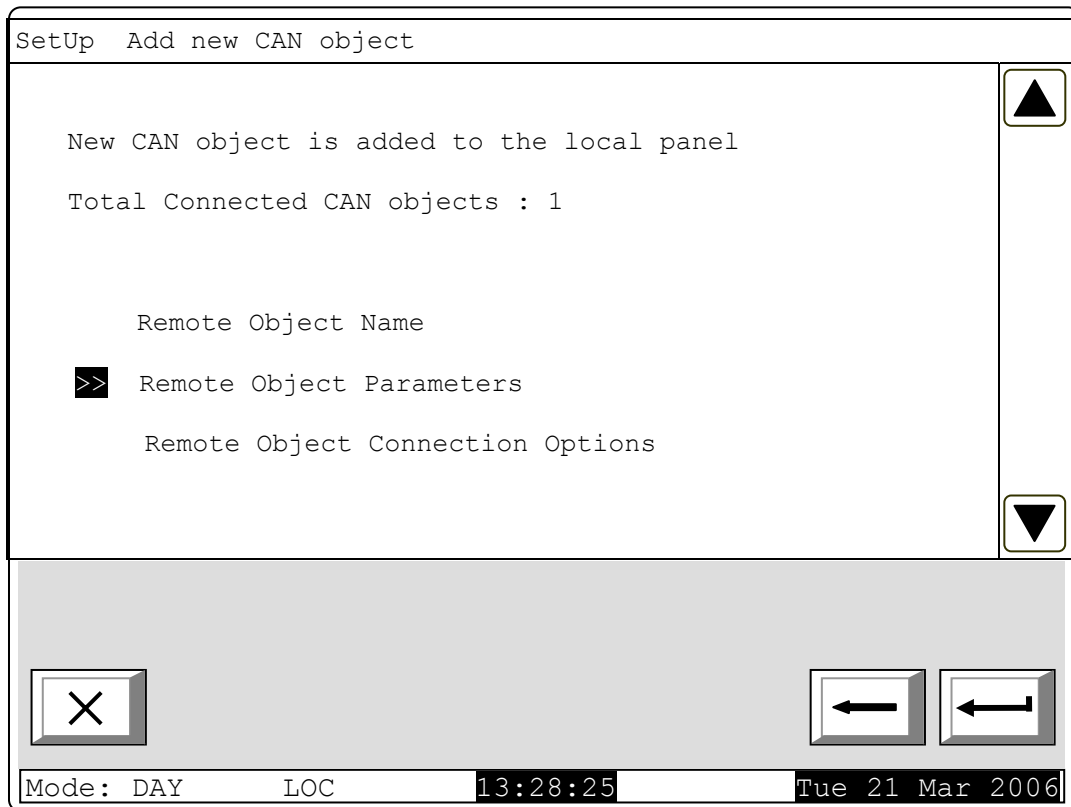 SetUp Add new CAN object
New CAN object is added to the local panel
Total Connected CAN objects : 1
Remote Object Name
>> Remote Object Parameters
Remote Object Connection Options
Mode: DAY LOC 13:28:25 Tue 21 Mar 2006